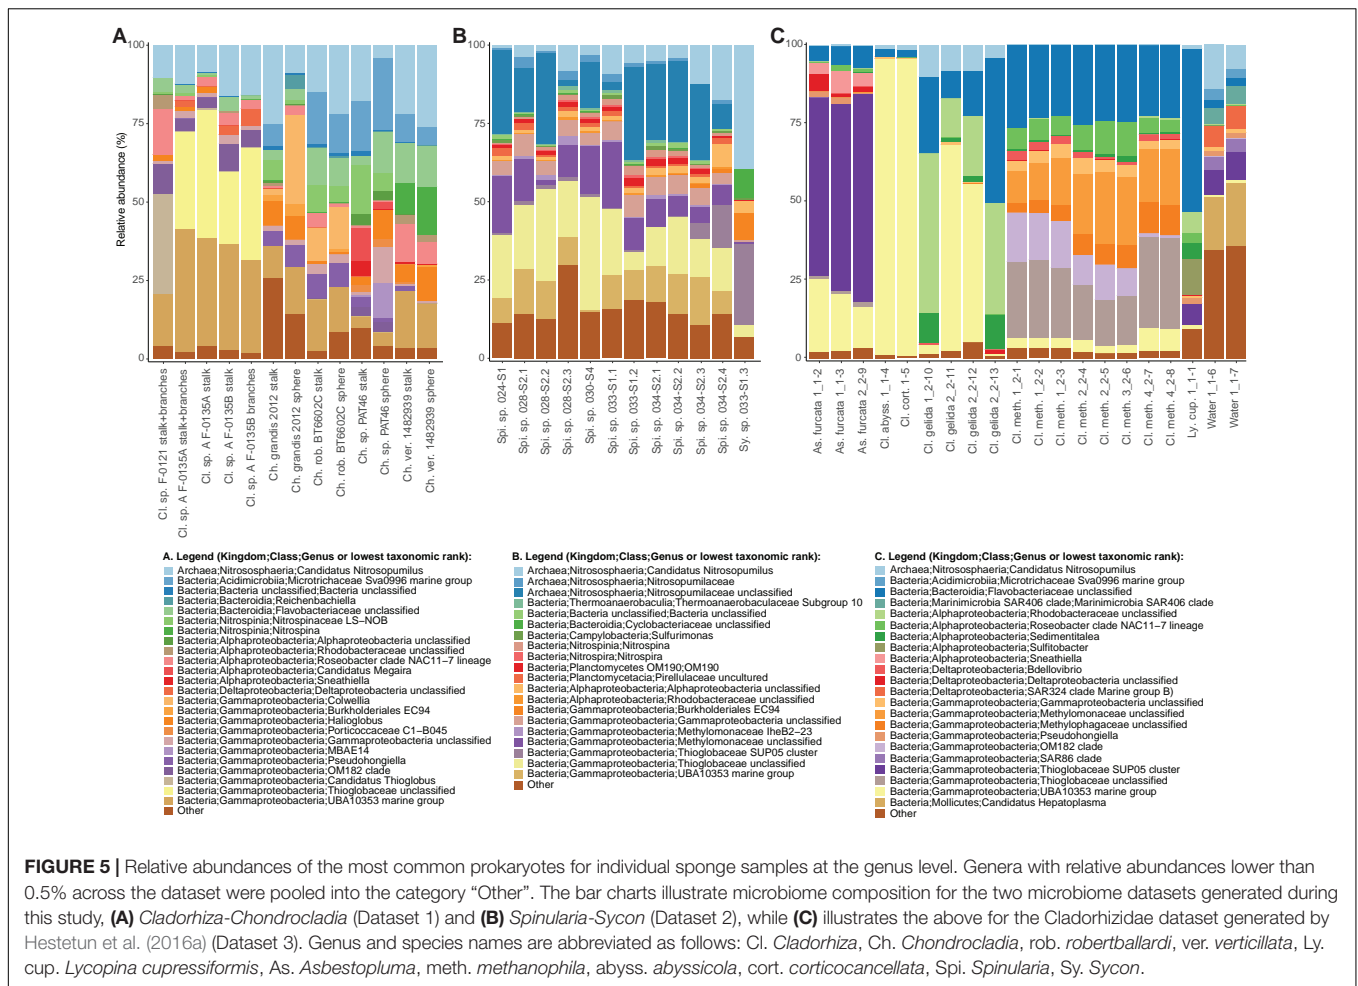 A
B
C
Relative abundance (%)
100
75
50
25
0
100
75
50
25
0
100
75
50
25
0
Cl. sp. F-0121 stalk+branches
Cl. sp. A F-0135A stalk+branches
Cl. sp. A F-0135A stalk
Cl. sp. A F-0135B stalk
Cl. sp. A F-0135B branches
Ch. grandis 2012 stalk
Ch. grandis 2012 sphere
Ch. rob. BT6602C stalk
Ch. rob. BT6602C sphere
Ch. sp. PAT46 stalk
Ch. sp. PAT46 sphere
Ch. ver. 1482939 stalk
Ch. ver. 1482939 sphere
Spi. sp. 024-S1
Spi. sp. 028-S2.1
Spi. sp. 028-S2.2
Spi. sp. 028-S2.3
Spi. sp. 030-S4
Spi. sp. 033-S1.1
Spi. sp. 033-S1.2
Spi. sp. 034-S2.1
Spi. sp. 034-S2.2
Spi. sp. 034-S2.3
Spi. sp. 034-S2.4
Sy. sp. 033-S1.3
As. furcata 1_1-2
As. furcata 1_1-3
As. furcata 2_2-9
Cl. abyss. 1_1-4
Cl. cort. 1-5
Cl. gelida 1_2-10
Cl. gelida 2_2-11
Cl. gelida 2_2-12
Cl. gelida 2_2-13
Cl. meth. 1_2-1
Cl. meth. 1_2-2
Cl. meth. 1_2-3
Cl. meth. 2_2-4
Cl. meth. 2_2-5
Cl. meth. 3_2-6
Cl. meth. 4_2-7
Cl. meth. 4_2-8
Ly. cup. 1_1-1
Water 1_1-6
Water 1_1-7
A. Legend (Kingdom;Class;Genus or lowest taxonomic rank):
Archaea;Nitrososphaeria;Candidatus Nitrosopumilus
Bacteria;Acidimicrobiia;Microtrichaceae Sva0996 marine group
Bacteria;Bacteria unclassified;Bacteria unclassified
Bacteria;Bacteroidia;Reichenbachiella
Bacteria;Bacteroidia;Flavobacteriaceae unclassified
Bacteria;Nitrospinia;Nitrospinaceae LS−NOB
Bacteria;Nitrospinia;Nitrospina
Bacteria;Alphaproteobacteria;Alphaproteobacteria unclassified
Bacteria;Alphaproteobacteria;Rhodobacteraceae unclassified
Bacteria;Alphaproteobacteria;Roseobacter clade NAC11−7 lineage
Bacteria;Alphaproteobacteria;Candidatus Megaira
Bacteria;Alphaproteobacteria;Sneathiella
Bacteria;Deltaproteobacteria;Deltaproteobacteria unclassified
Bacteria;Gammaproteobacteria;Colwellia
Bacteria;Gammaproteobacteria;Burkholderiales EC94
Bacteria;Gammaproteobacteria;Halioglobus
Bacteria;Gammaproteobacteria;Porticoccaceae C1−B045
Bacteria;Gammaproteobacteria;Gammaproteobacteria unclassified
Bacteria;Gammaproteobacteria;MBAE14
Bacteria;Gammaproteobacteria;Pseudohongiella
Bacteria;Gammaproteobacteria;OM182 clade
Bacteria;Gammaproteobacteria;Candidatus Thioglobus
Bacteria;Gammaproteobacteria;Thioglobaceae unclassified
Bacteria;Gammaproteobacteria;UBA10353 marine group
Other
B. Legend (Kingdom;Class;Genus or lowest taxonomic rank):
Archaea;Nitrososphaeria;Candidatus Nitrosopumilus
Archaea;Nitrososphaeria;Nitrosopumilaceae
Archaea;Nitrososphaeria;Nitrosopumilaceae unclassified
Bacteria;Thermoanaerobaculia;Thermoanaerobaculaceae Subgroup 10
Bacteria;Bacteria unclassified;Bacteria unclassified
Bacteria;Bacteroidia;Cyclobacteriaceae unclassified
Bacteria;Campylobacteria;Sulfurimonas
Bacteria;Nitrospinia;Nitrospina
Bacteria;Nitrospira;Nitrospira
Bacteria;Planctomycetes OM190;OM190
Bacteria;Planctomycetacia;Pirellulaceae uncultured
Bacteria;Alphaproteobacteria;Alphaproteobacteria unclassified
Bacteria;Alphaproteobacteria;Rhodobacteraceae unclassified
Bacteria;Gammaproteobacteria;Burkholderiales EC94
Bacteria;Gammaproteobacteria;Gammaproteobacteria unclassified
Bacteria;Gammaproteobacteria;Methylomonaceae IheB2−23
Bacteria;Gammaproteobacteria;Methylomonaceae unclassified
Bacteria;Gammaproteobacteria;Thioglobaceae SUP05 cluster
Bacteria;Gammaproteobacteria;Thioglobaceae unclassified
Bacteria;Gammaproteobacteria;UBA10353 marine group
Other
C. Legend (Kingdom;Class;Genus or lowest taxonomic rank):
Archaea;Nitrososphaeria;Candidatus Nitrosopumilus
Bacteria;Acidimicrobiia;Microtrichaceae Sva0996 marine group
Bacteria;Bacteroidia;Flavobacteriaceae unclassified
Bacteria;Marinimicrobia SAR406 clade;Marinimicrobia SAR406 clade
Bacteria;Alphaproteobacteria;Rhodobacteraceae unclassified
Bacteria;Alphaproteobacteria;Roseobacter clade NAC11−7 lineage
Bacteria;Alphaproteobacteria;Sedimentitalea
Bacteria;Alphaproteobacteria;Sulfitobacter
Bacteria;Alphaproteobacteria;Sneathiella
Bacteria;Deltaproteobacteria;Bdellovibrio
Bacteria;Deltaproteobacteria;Deltaproteobacteria unclassified
Bacteria;Deltaproteobacteria;SAR324 clade Marine group B)
Bacteria;Gammaproteobacteria;Gammaproteobacteria unclassified
Bacteria;Gammaproteobacteria;Methylomonaceae unclassified
Bacteria;Gammaproteobacteria;Methylophagaceae unclassified
Bacteria;Gammaproteobacteria;Pseudohongiella
Bacteria;Gammaproteobacteria;OM182 clade
Bacteria;Gammaproteobacteria;SAR86 clade
Bacteria;Gammaproteobacteria;Thioglobaceae SUP05 cluster
Bacteria;Gammaproteobacteria;Thioglobaceae unclassified
Bacteria;Gammaproteobacteria;UBA10353 marine group
Bacteria;Mollicutes;Candidatus Hepatoplasma
Other
FIGURE 5 | Relative abundances of the most common prokaryotes for individual sponge samples at the genus level. Genera with relative abundances lower than
0.5% across the dataset were pooled into the category “Other”. The bar charts illustrate microbiome composition for the two microbiome datasets generated during
this study, (A) Cladorhiza-Chondrocladia (Dataset 1) and (B) Spinularia-Sycon (Dataset 2), while (C) illustrates the above for the Cladorhizidae dataset generated by
Hestetun et al. (2016a) (Dataset 3). Genus and species names are abbreviated as follows: Cl. Cladorhiza, Ch. Chondrocladia, rob. robertballardi, ver. verticillata, Ly.
cup. Lycopina cupressiformis, As. Asbestopluma, meth. methanophila, abyss. abyssicola, cort. corticocancellata, Spi. Spinularia, Sy. Sycon.